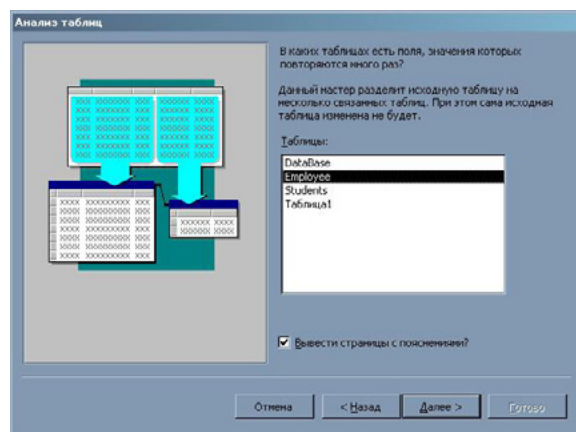 Анализ таблиц
В каких таблицах есть поля, значения которых
повторяются много раз?
Данный мастер разделит исходную таблицу на
несколько связанных таблиц. При этом сама исходная
таблица изменена не будет.
Таблицы:
DataBase
Employee
Students
Таблица1
Вывести страницы с пояснениями?
Отмена
< Назад
Далее >
Готово